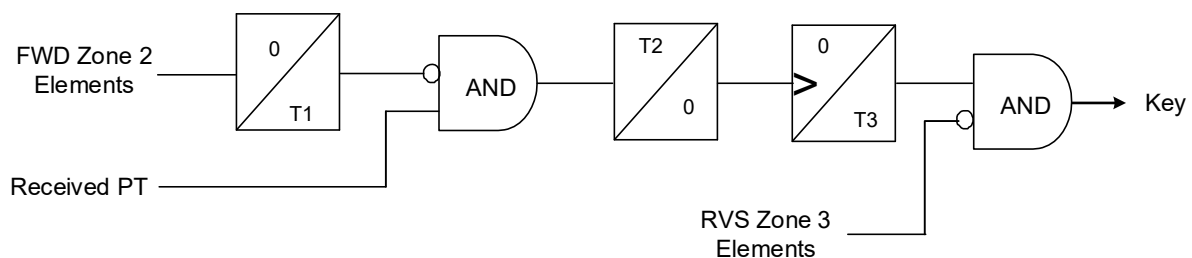 FWD Zone 2
Elements
0
T1
AND
T2
0
>
0
T3
AND
Key
Received PT
RVS Zone 3
Elements